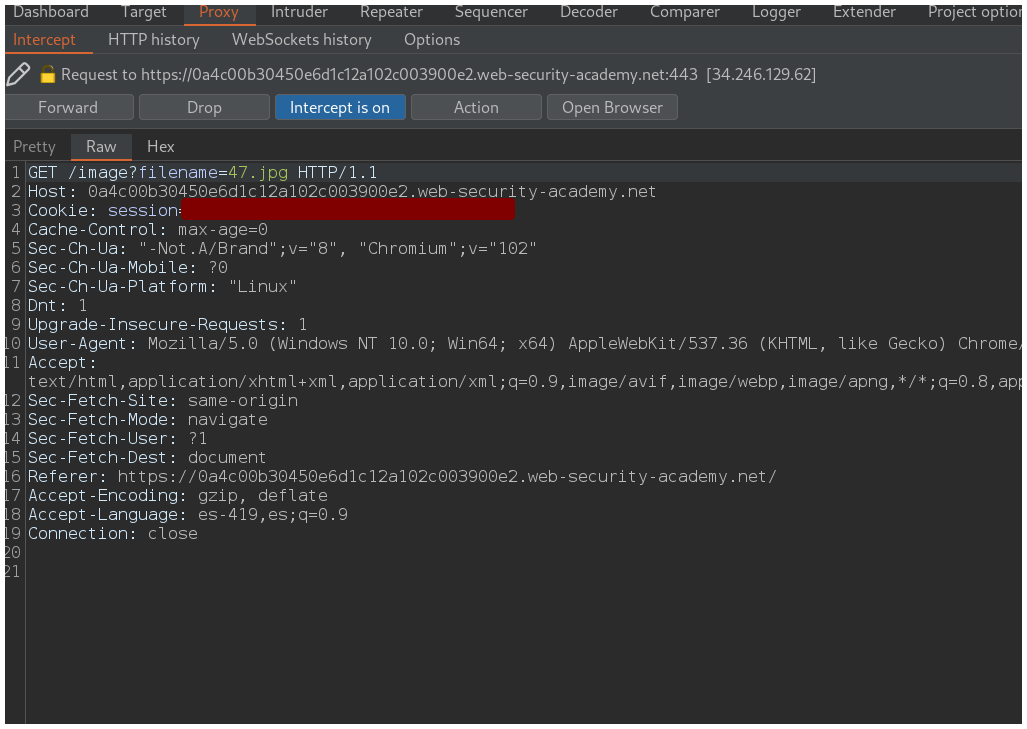 Dashboard Target Proxy Intruder Repeater Sequencer Decoder Comparer Logger Extender Project option
Intercept HTTP history WebSockets history Options
Request to https://0a4c00b30450e6d1c12a102c003900e2.web-security-academy.net:443 [34.246.129.62]
Forward Drop Intercept is on Action Open Browser
Pretty Raw Hex
1 GET /image?filename=47.jpg HTTP/1.1
2 Host: 0a4c00b30450e6d1c12a102c003900e2.web-security-academy.net
3 Cookie: session=
4 Cache-Control: max-age=0
5 Sec-Ch-Ua: "-Not.A/Brand";v="8", "Chromium";v="102"
6 Sec-Ch-Ua-Mobile: ?0
7 Sec-Ch-Ua-Platform: "Linux"
8 Dnt: 1
9 Upgrade-Insecure-Requests: 1
10 User-Agent: Mozilla/5.0 (Windows NT 10.0; Win64; x64) AppleWebKit/537.36 (KHTML, like Gecko) Chrome/
11 Accept:
text/html,application/xhtml+xml,application/xml;q=0.9,image/avif,image/webp,image/apng,*/*;q=0.8,app
12 Sec-Fetch-Site: same-origin
13 Sec-Fetch-Mode: navigate
14 Sec-Fetch-User: ?1
15 Sec-Fetch-Dest: document
16 Referer: https://0a4c00b30450e6d1c12a102c003900e2.web-security-academy.net/
17 Accept-Encoding: gzip, deflate
18 Accept-Language: es-419,es;q=0.9
19 Connection: close
20
21